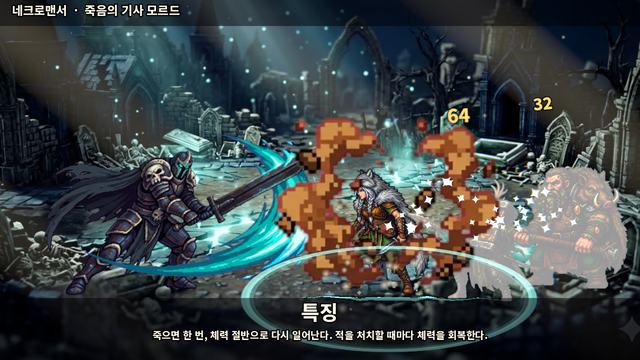 네크로맨서 · 죽음의 기사 모르드
32
64
특징
죽으면 한 번, 체력 절반으로 다시 일어난다. 적을 처치할 때마다 체력을 회복한다.